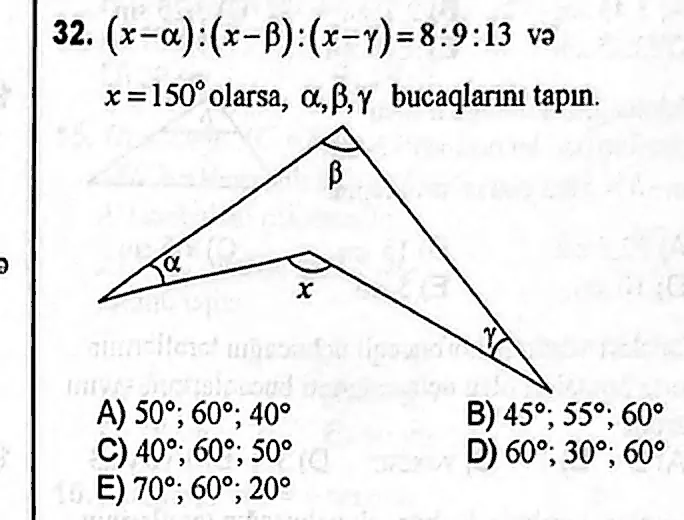 32. (x−α):(x−β):(x−γ)=8:9:13 və
x=150° olarsa, α,β,γ bucaqlarını tapın.
β
α
x
γ
A) 50°; 60°; 40°
B) 45°; 55°; 60°
C) 40°; 60°; 50°
D) 60°; 30°; 60°
E) 70°; 60°; 20°